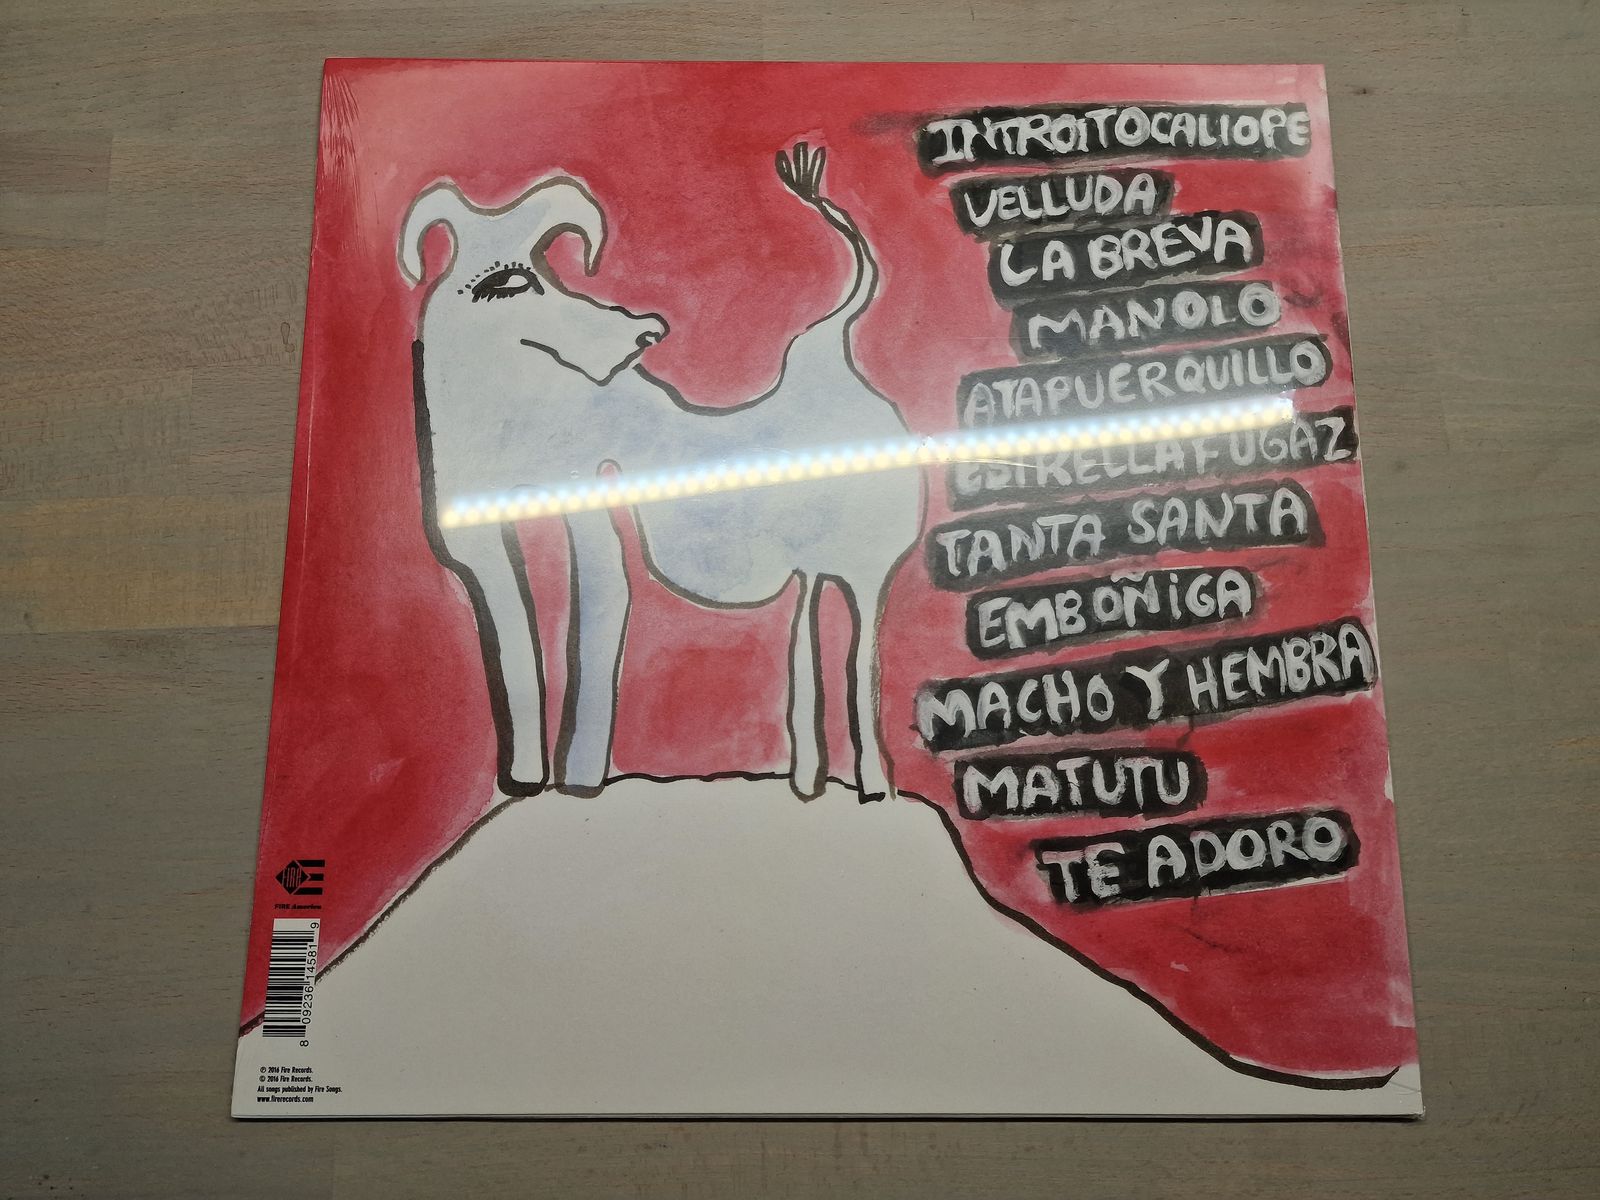 INTROITOCALIOPE
VELLUDA
LA BREVA
MANOLO
ATAPUERQUILLO
ESTRELLA FUGAZ
TANTA SANTA
EMBOÑIGA
MACHO Y HEMBRA
MATUTU
TE ADORO
FIRE
FIRE America
8 09236 14581 9
℗ 2016 Fire Records.
© 2016 Fire Records.
All songs published by Fire Songs.
www.firerecords.com